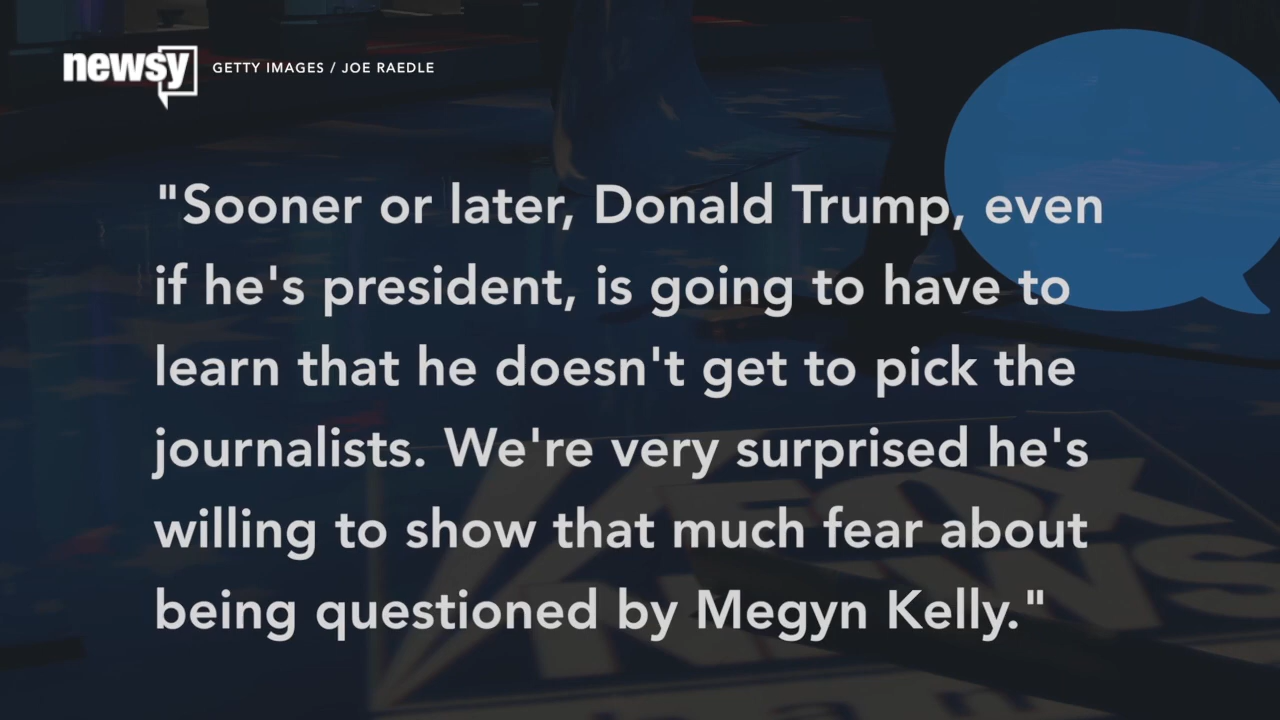 newsy GETTY IMAGES / JOE RAEDLE
"Sooner or later, Donald Trump, even
if he's president, is going to have to
learn that he doesn't get to pick the
journalists. We're very surprised he's
willing to show that much fear about
being questioned by Megyn Kelly."
FOX
NEWS